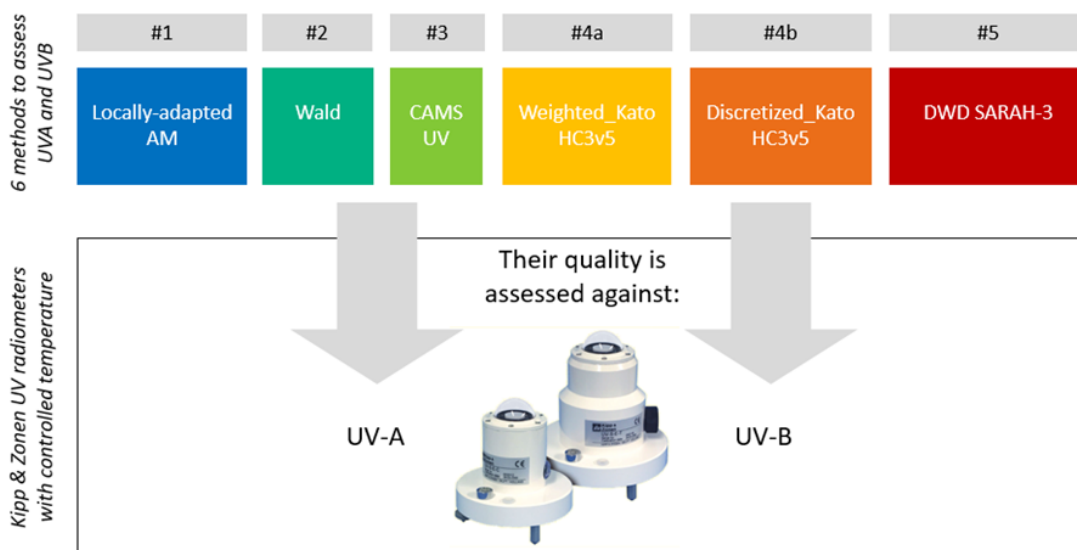 6 methods to assess
UVA and UVB
#1
#2
#3
#4a
#4b
#5
Locally-adapted
AM
Wald
CAMS
UV
Weighted_Kato
HC3v5
Discretized_Kato
HC3v5
DWD SARAH-3
Kipp & Zonen UV radiometers
with controlled temperature
Their quality is
assessed against:
UV-A
UV-B